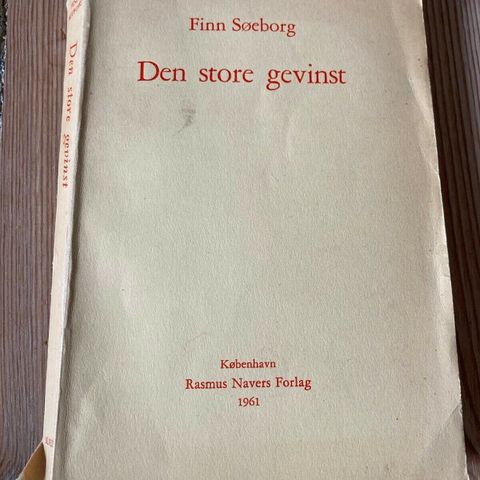 Finn Søeborg
Den store gevinst
København
Rasmus Navers Forlag
1961
Den store gevinst